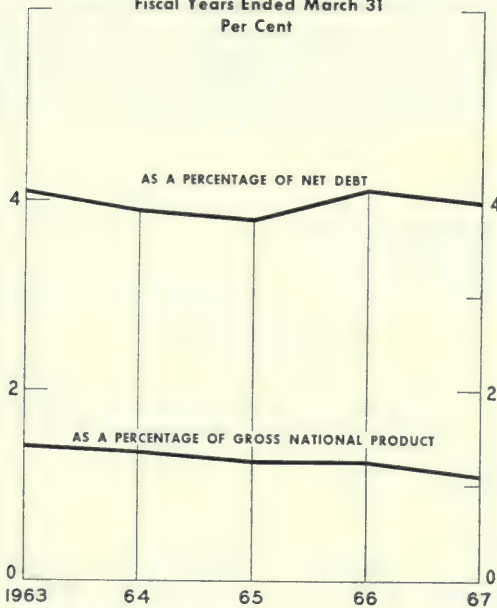 Fiscal Years Ended March 31
Per Cent
AS A PERCENTAGE OF NET DEBT
4 4
2 2
AS A PERCENTAGE OF GROSS NATIONAL PRODUCT
0 0
1963 64 65 66 67